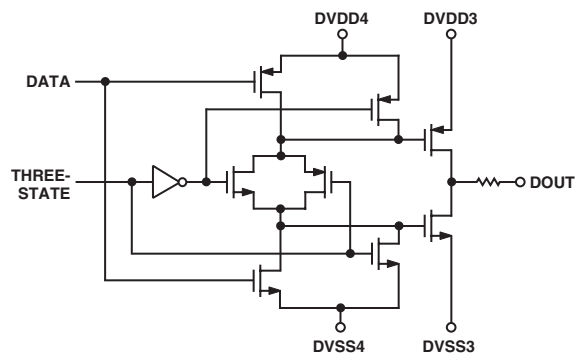 DVDD4
DVDD3
DATA
THREE-
STATE
DOUT
DVSS4
DVSS3